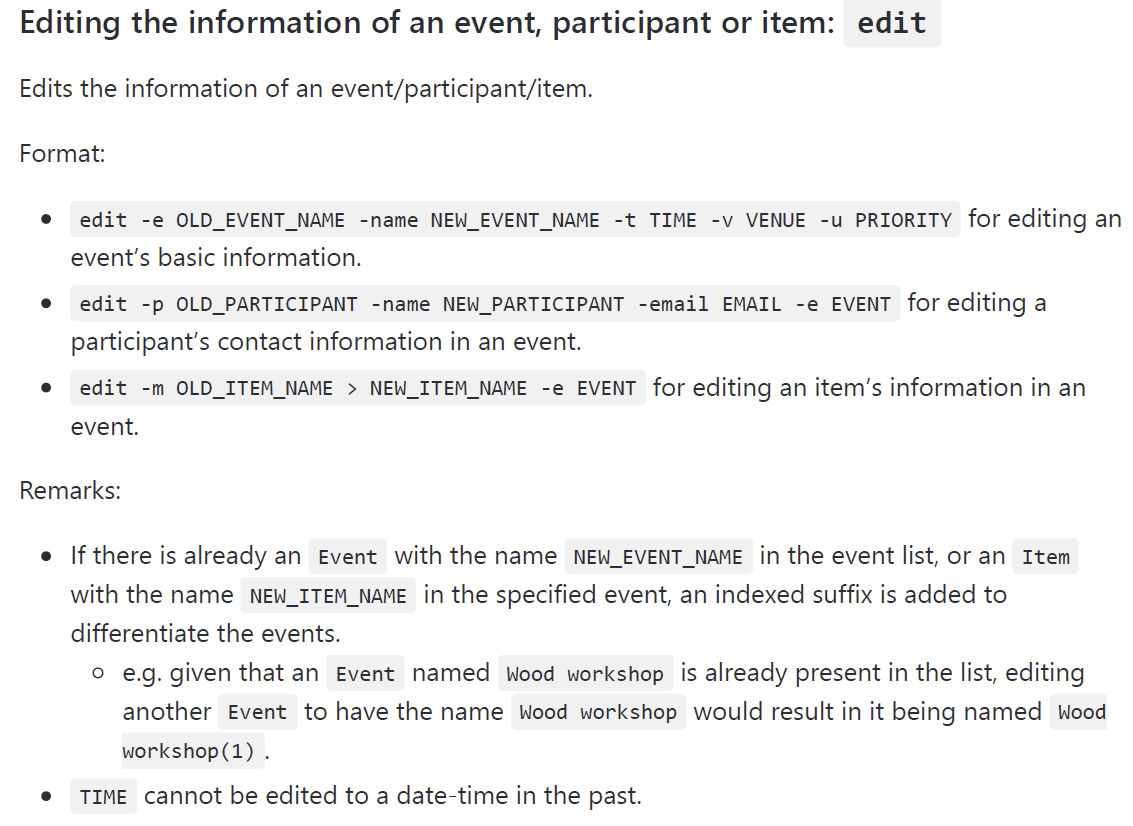 Editing the information of an event, participant or item: edit
Edits the information of an event/participant/item.
Format:
• edit -e OLD_EVENT_NAME -name NEW_EVENT_NAME -t TIME -v VENUE -u PRIORITY for editing an
event’s basic information.
• edit -p OLD_PARTICIPANT -name NEW_PARTICIPANT -email EMAIL -e EVENT for editing a
participant’s contact information in an event.
• edit -m OLD_ITEM_NAME > NEW_ITEM_NAME -e EVENT for editing an item’s information in an
event.
Remarks:
• If there is already an Event with the name NEW_EVENT_NAME in the event list, or an Item
with the name NEW_ITEM_NAME in the specified event, an indexed suffix is added to
differentiate the events.
◦ e.g. given that an Event named Wood workshop is already present in the list, editing
another Event to have the name Wood workshop would result in it being named Wood
workshop(1).
• TIME cannot be edited to a date-time in the past.